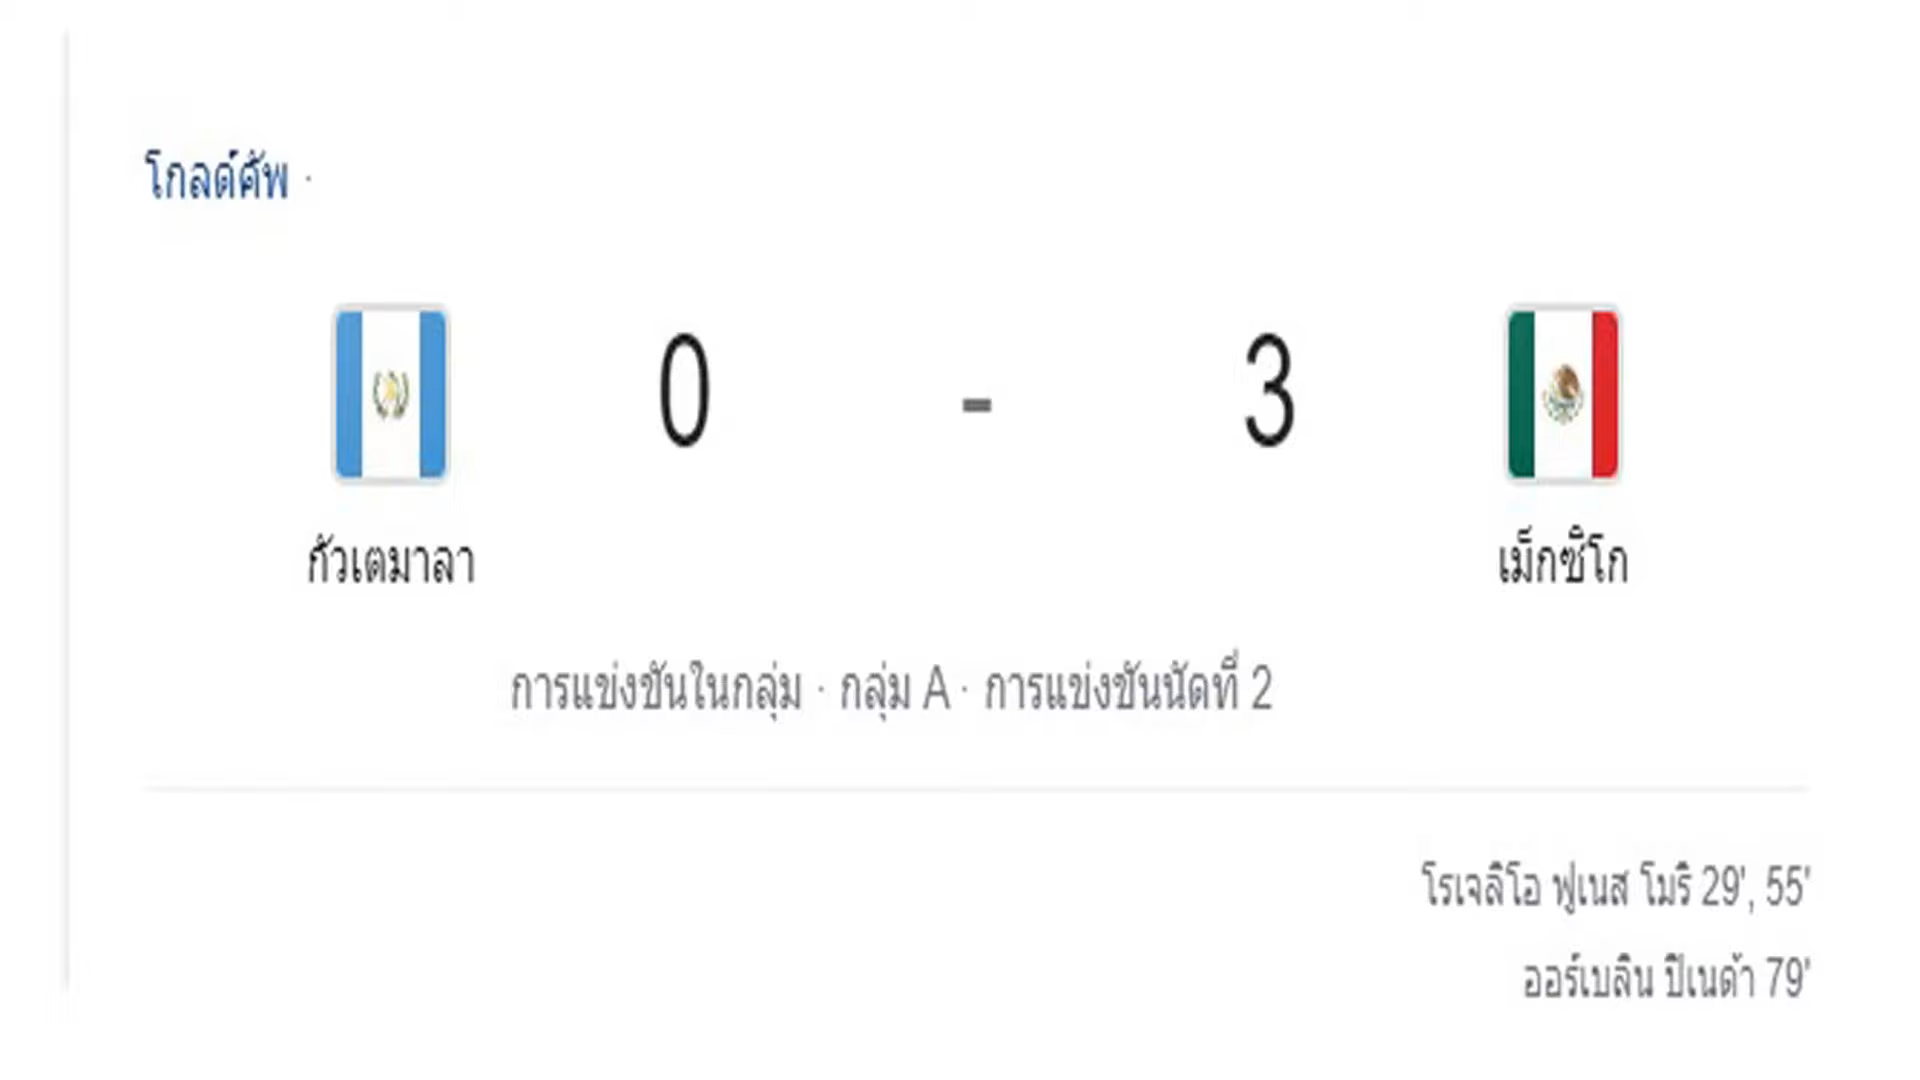 โกลด์คัพ ·
0 - 3
กัวเตมาลา เม็กซิโก
การแข่งขันในกลุ่ม · กลุ่ม A · การแข่งขันนัดที่ 2
โรเจลิโอ ฟูเนส โมริ 29', 55'
ออร์เบลิน ปิเนด้า 79'